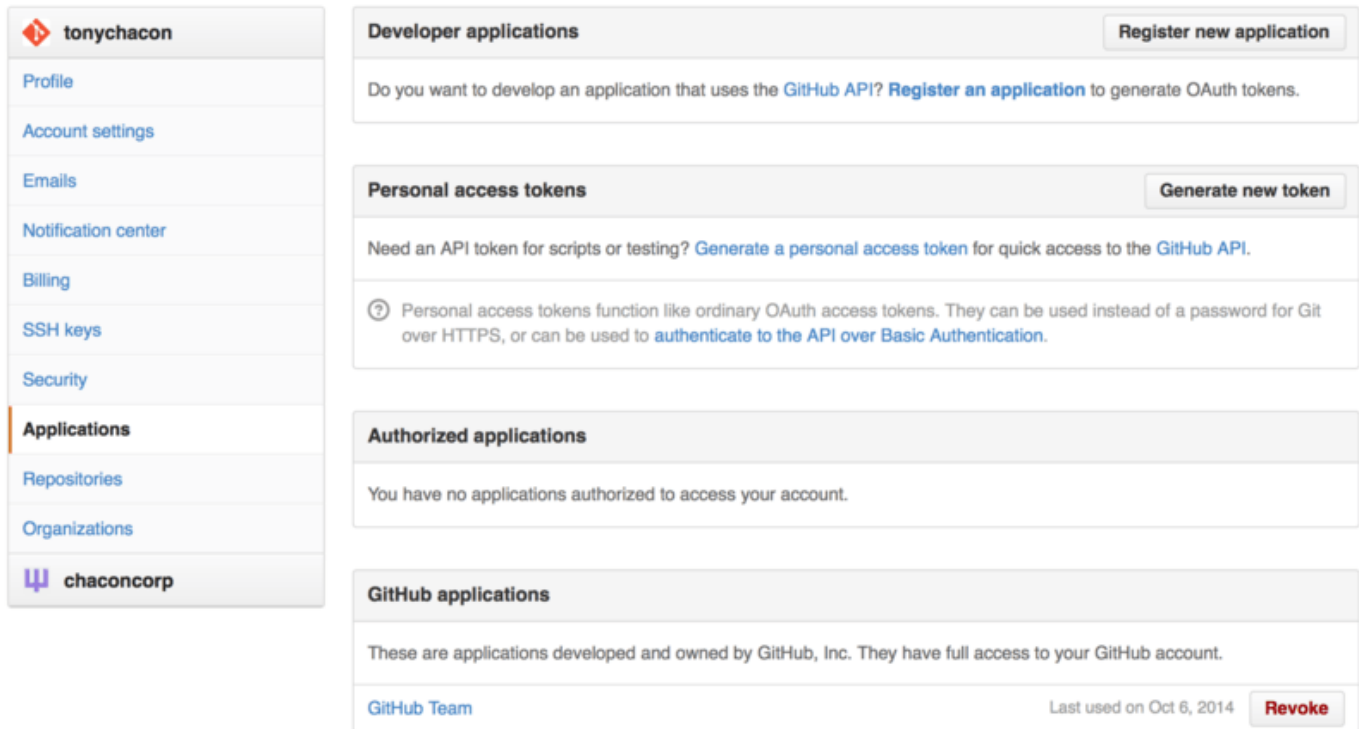 tonychacon
Profile
Account settings
Emails
Notification center
Billing
SSH keys
Security
Applications
Repositories
Organizations
chaconcorp
Developer applications
Register new application
Do you want to develop an application that uses the GitHub API? Register an application to generate OAuth tokens.
Personal access tokens
Generate new token
Need an API token for scripts or testing? Generate a personal access token for quick access to the GitHub API.
Personal access tokens function like ordinary OAuth access tokens. They can be used instead of a password for Git
over HTTPS, or can be used to authenticate to the API over Basic Authentication.
Authorized applications
You have no applications authorized to access your account.
GitHub applications
These are applications developed and owned by GitHub, Inc. They have full access to your GitHub account.
GitHub Team
Last used on Oct 6, 2014
Revoke